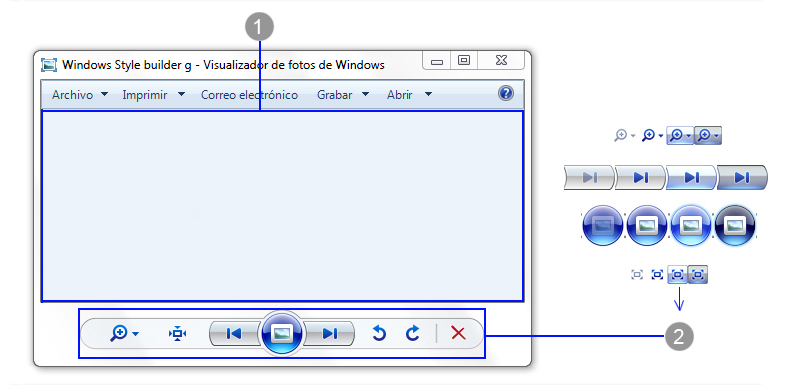 1
Windows Style builder g - Visualizador de fotos de Windows
Archivo Imprimir Correo electrónico Grabar Abrir ?
2